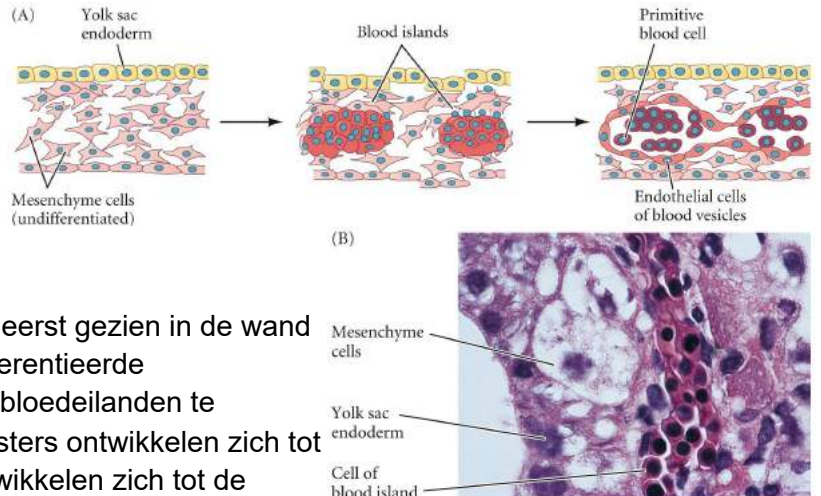 (A)
Yolk sac
endoderm
Blood islands
Primitive
blood cell
Mesenchyme cells
(undifferentiated)
Endothelial cells
of blood vesicles
(B)
eerst gezien in de wand
erentieerde
bloedeilanden te
sters ontwikkelen zich tot
wikkelen zich tot de
Mesenchyme
cells
Yolk sac
endoderm
Cell of
blood island